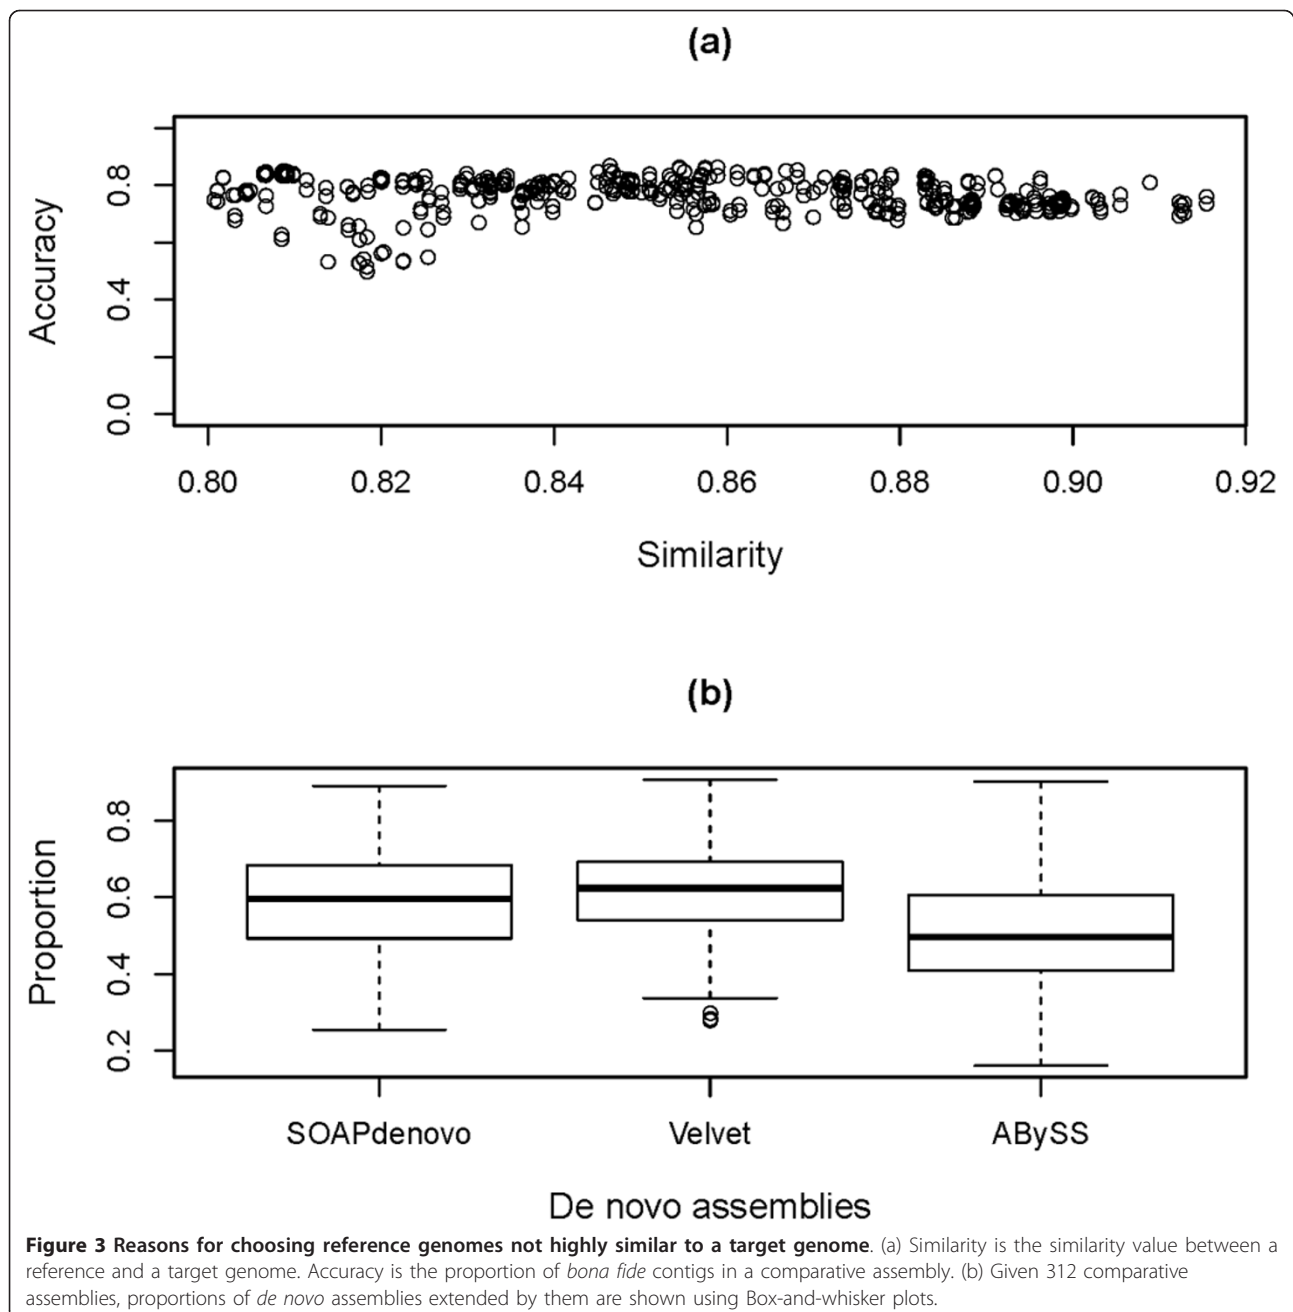 (a)
Accuracy
0.8
0.4
0.0
0.80 0.82 0.84 0.86 0.88 0.90 0.92
Similarity
(b)
Proportion
0.8
0.6
0.4
0.2
SOAPdenovo Velvet ABySS
De novo assemblies
Figure 3 Reasons for choosing reference genomes not highly similar to a target genome. (a) Similarity is the similarity value between a
reference and a target genome. Accuracy is the proportion of bona fide contigs in a comparative assembly. (b) Given 312 comparative
assemblies, proportions of de novo assemblies extended by them are shown using Box-and-whisker plots.